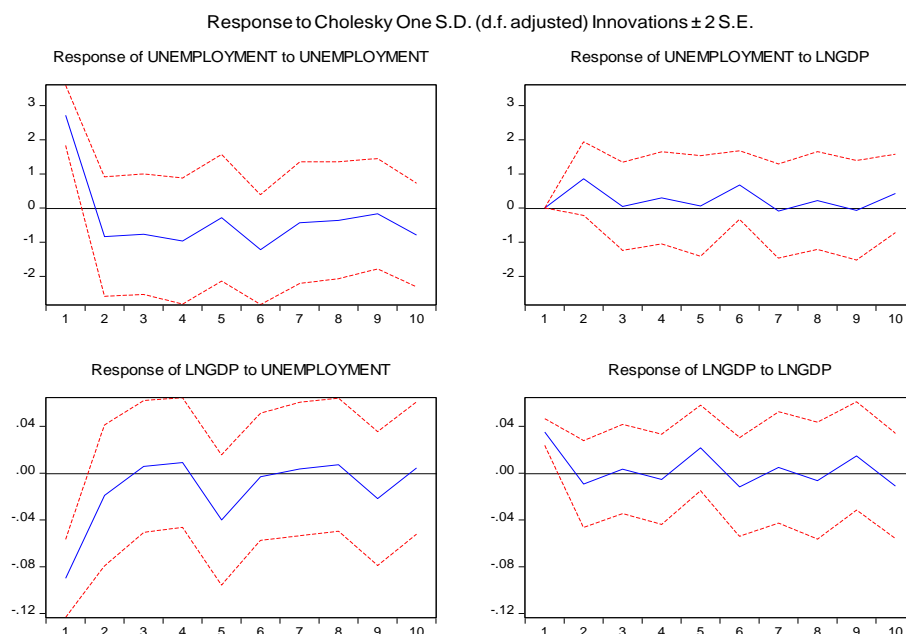 Response to Cholesky One S.D. (d.f. adjusted) Innovations ± 2 S.E.
Response of UNEMPLOYMENT to UNEMPLOYMENT
3
2
1
0
-1
-2
1 2 3 4 5 6 7 8 9 10
Response of UNEMPLOYMENT to LNGDP
3
2
1
0
-1
-2
1 2 3 4 5 6 7 8 9 10
Response of LNGDP to UNEMPLOYMENT
.04
.00
-.04
-.08
-.12
1 2 3 4 5 6 7 8 9 10
Response of LNGDP to LNGDP
.04
.00
-.04
-.08
-.12
1 2 3 4 5 6 7 8 9 10